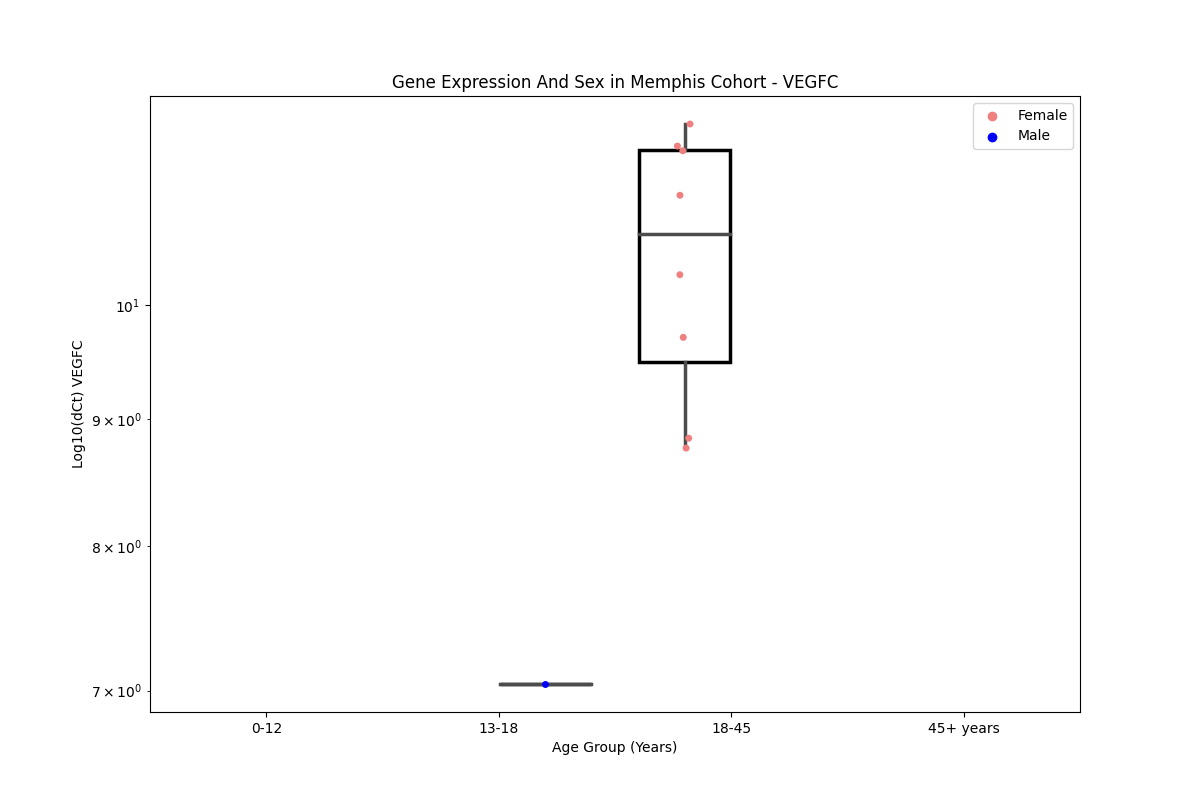 Gene Expression And Sex in Memphis Cohort - VEGFC
Female
Male
Log10(dCt) VEGFC
10¹
9 × 10⁰
8 × 10⁰
7 × 10⁰
0-12
13-18
18-45
45+ years
Age Group (Years)